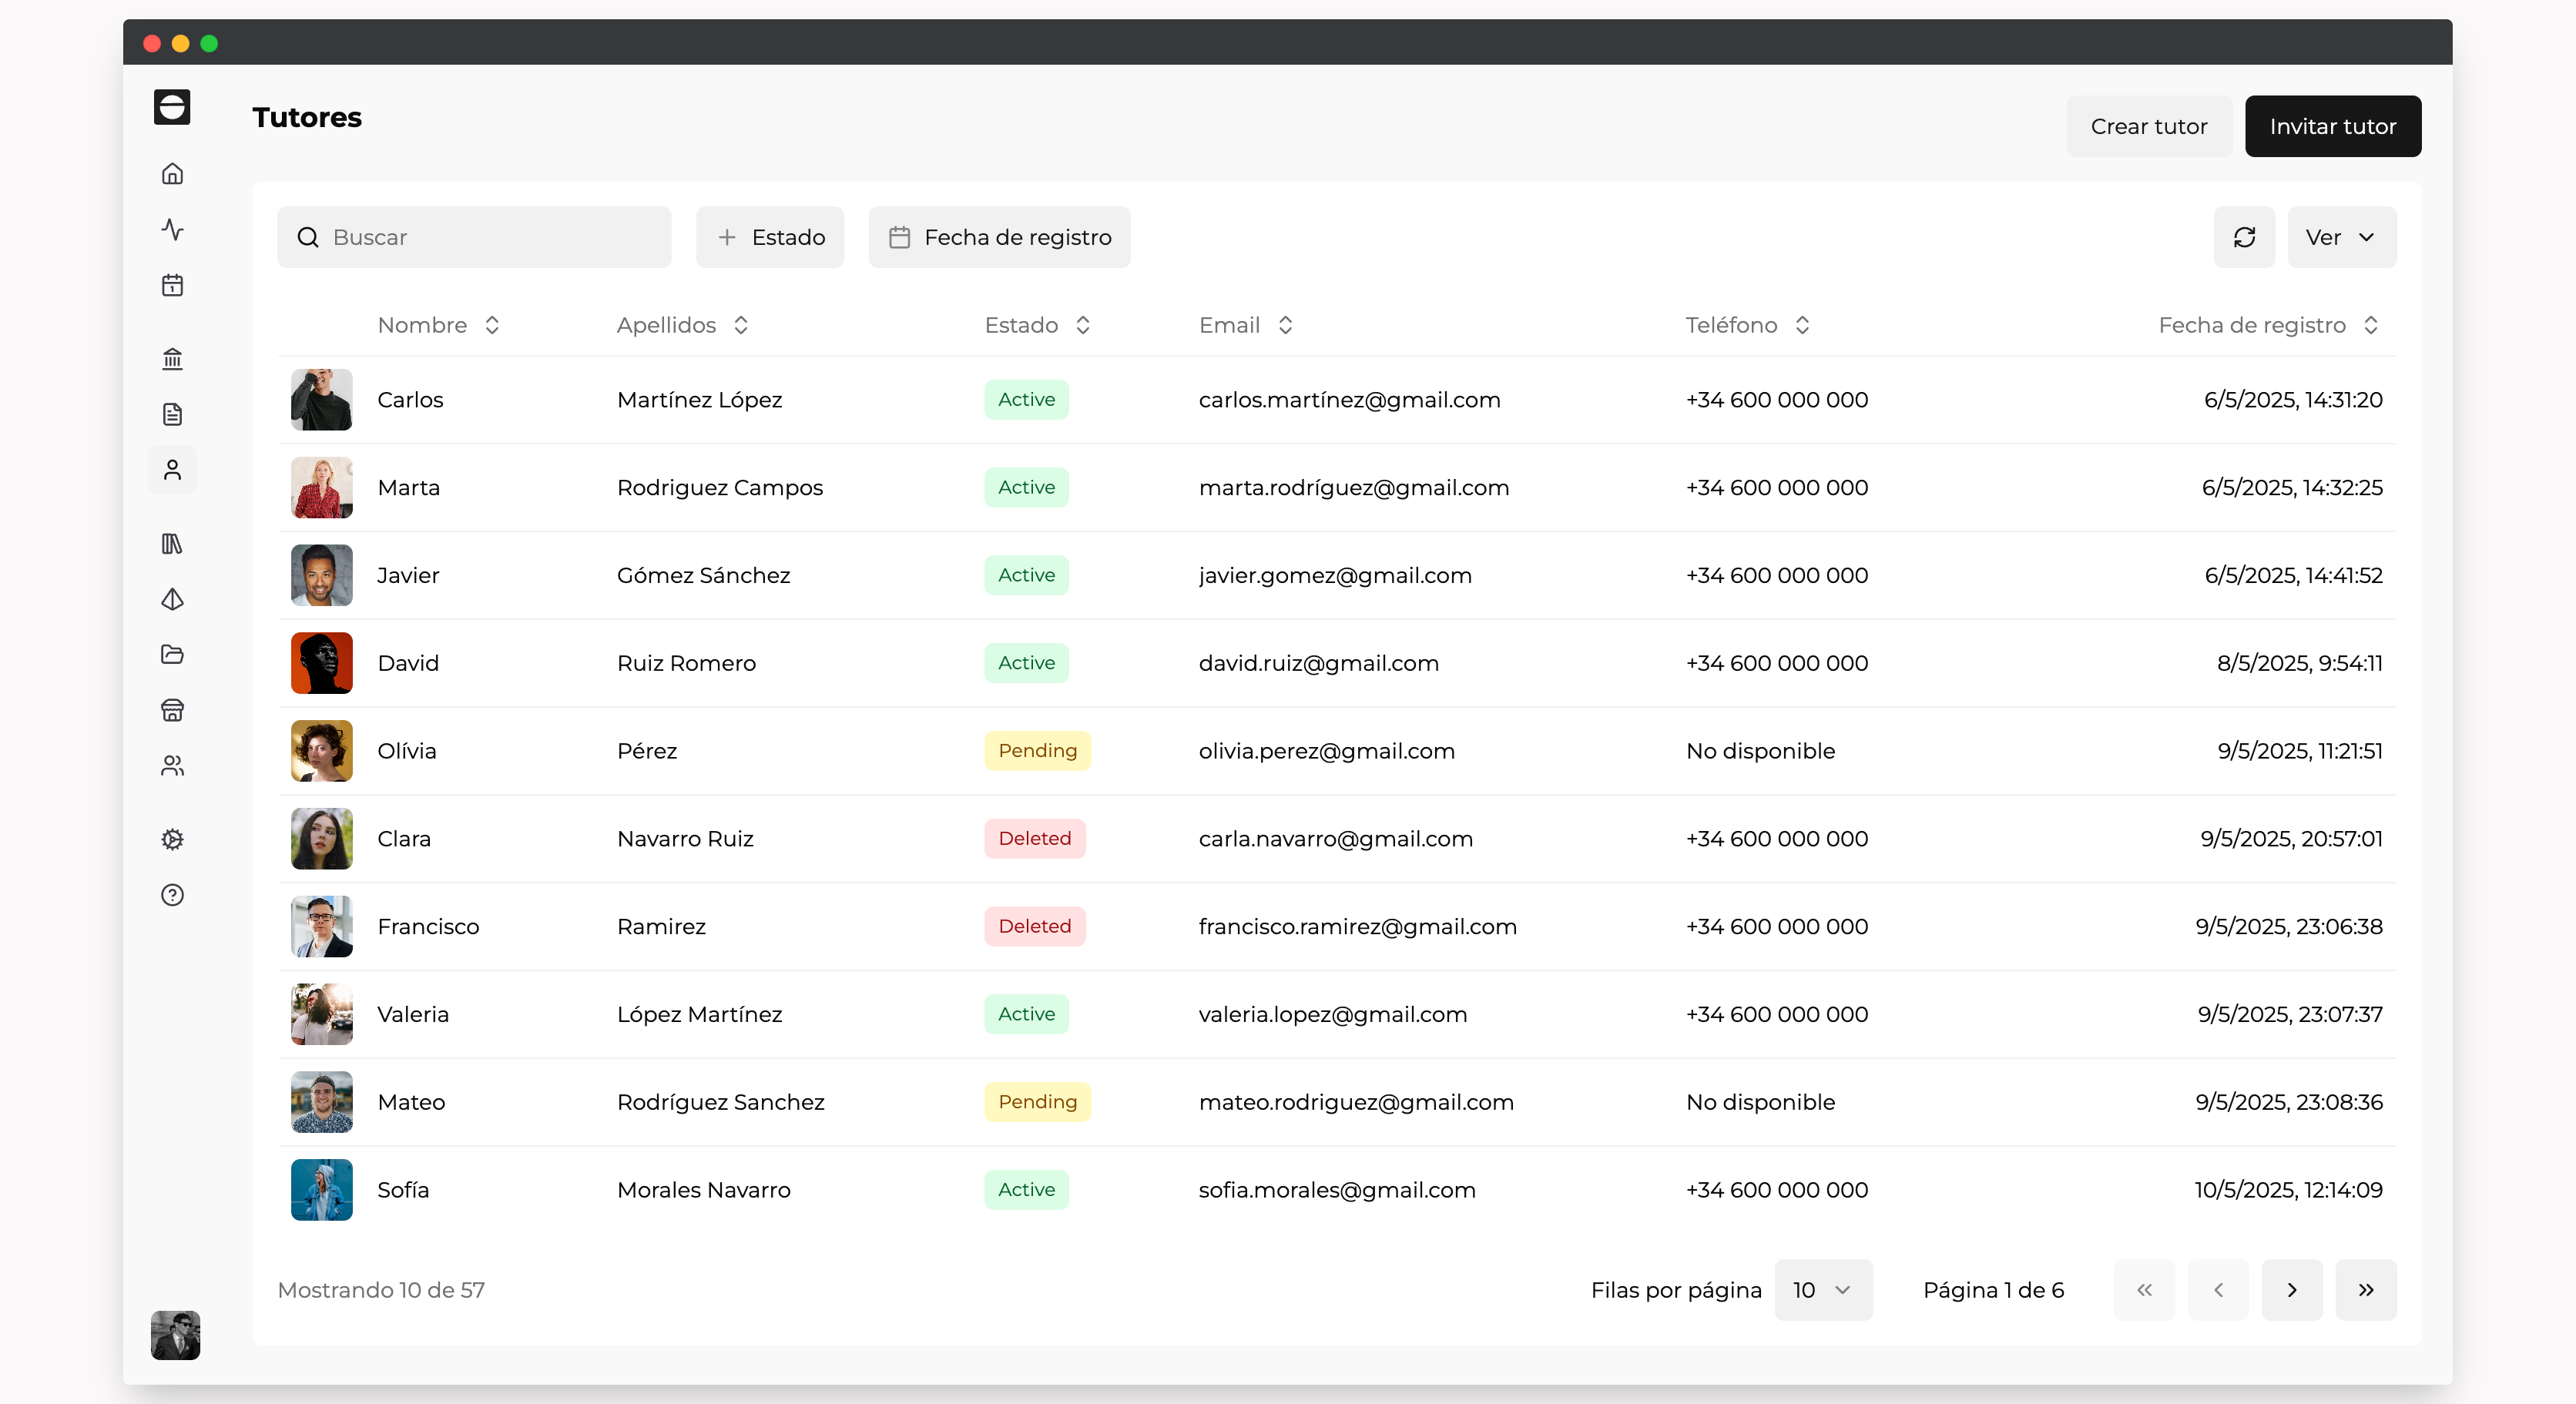 Tutores
Crear tutor
Invitar tutor
Buscar
Estado
Fecha de registro
Ver
Nombre Apellidos Estado Email Teléfono Fecha de registro
Carlos Martínez López Active carlos.martínez@gmail.com +34 600 000 000 6/5/2025, 14:31:20
Marta Rodriguez Campos Active marta.rodríguez@gmail.com +34 600 000 000 6/5/2025, 14:32:25
Javier Gómez Sánchez Active javier.gomez@gmail.com +34 600 000 000 6/5/2025, 14:41:52
David Ruiz Romero Active david.ruiz@gmail.com +34 600 000 000 8/5/2025, 9:54:11
Olívia Pérez Pending olivia.perez@gmail.com No disponible 9/5/2025, 11:21:51
Clara Navarro Ruiz Deleted carla.navarro@gmail.com +34 600 000 000 9/5/2025, 20:57:01
Francisco Ramirez Deleted francisco.ramirez@gmail.com +34 600 000 000 9/5/2025, 23:06:38
Valeria López Martínez Active valeria.lopez@gmail.com +34 600 000 000 9/5/2025, 23:07:37
Mateo Rodríguez Sanchez Pending mateo.rodriguez@gmail.com No disponible 9/5/2025, 23:08:36
Sofía Morales Navarro Active sofia.morales@gmail.com +34 600 000 000 10/5/2025, 12:14:09
Mostrando 10 de 57
Filas por página 10
Página 1 de 6